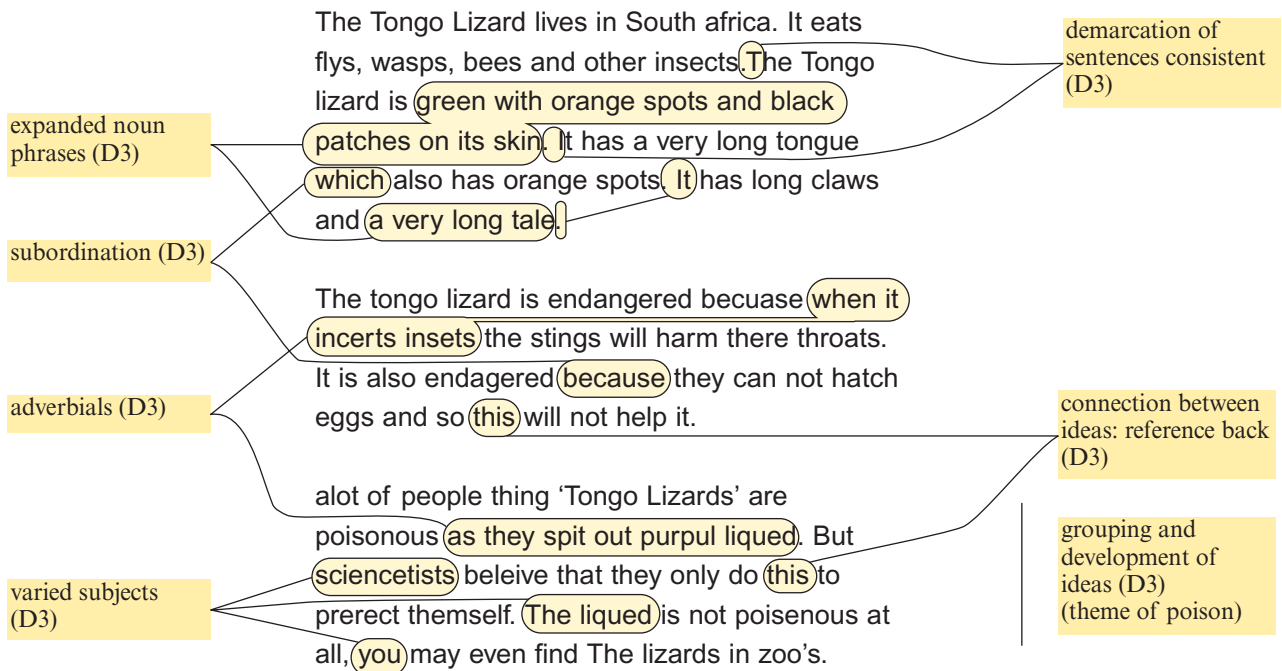 The Tongo Lizard lives in South africa. It eats
flys, wasps, bees and other insects.The Tongo
lizard is green with orange spots and black
patches on its skin. It has a very long tongue
which also has orange spots. It has long claws
and a very long tale.
The tongo lizard is endangered becuase when it
incerts insets the stings will harm there throats.
It is also endagered because they can not hatch
eggs and so this will not help it.
alot of people thing ‘Tongo Lizards’ are
poisonous as they spit out purpul liqued. But
sciencetists beleive that they only do this to
prerect themself. The liqued is not poisenous at
all, you may even find The lizards in zoo’s.
expanded noun
phrases (D3)
subordination (D3)
adverbials (D3)
varied subjects
(D3)
demarcation of
sentences consistent
(D3)
connection between
ideas: reference back
(D3)
grouping and
development of
ideas (D3)
(theme of poison)